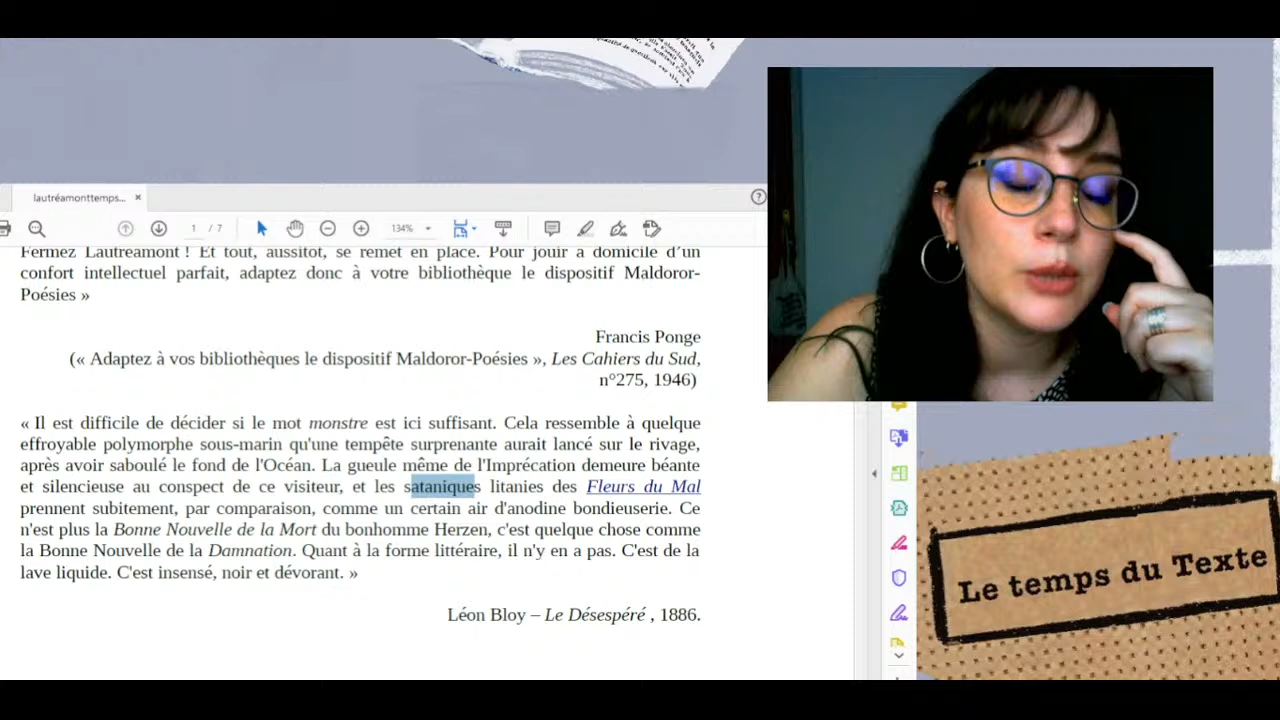 lautréamonttemps...
1 / 7
134%
Fermez Lautréamont ! Et tout, aussitôt, se remet en place. Pour jouir à domicile d’un
confort intellectuel parfait, adaptez donc à votre bibliothèque le dispositif Maldoror-
Poésies »
Francis Ponge
(« Adaptez à vos bibliothèques le dispositif Maldoror-Poésies », Les Cahiers du Sud,
n°275, 1946)
« Il est difficile de décider si le mot monstre est ici suffisant. Cela ressemble à quelque
effroyable polymorphe sous-marin qu'une tempête surprenante aurait lancé sur le rivage,
après avoir saboulé le fond de l'Océan. La gueule même de l'Imprécation demeure béante
et silencieuse au conspect de ce visiteur, et les sataniques litanies des Fleurs du Mal
prennent subitement, par comparaison, comme un certain air d'anodine bondieuserie. Ce
n'est plus la Bonne Nouvelle de la Mort du bonhomme Herzen, c'est quelque chose comme
la Bonne Nouvelle de la Damnation. Quant à la forme littéraire, il n'y en a pas. C'est de la
lave liquide. C'est insensé, noir et dévorant. »
Léon Bloy – Le Désespéré , 1886.
Le temps du Texte